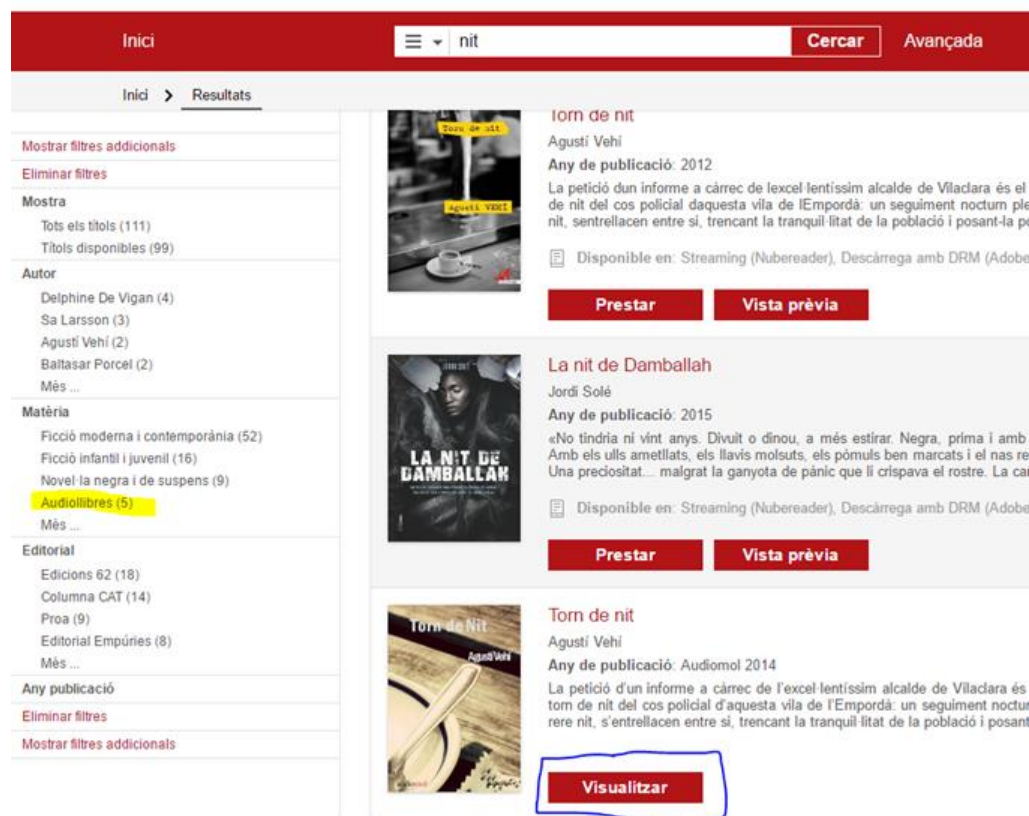 Inici
nit
Cercar
Avançada
Inici > Resultats
Mostrar filtres addicionals
Eliminar filtres
Mostra
Tots els títols (111)
Títols disponibles (99)
Autor
Delphine De Vigan (4)
Sa Larsson (3)
Agustí Vehí (2)
Baltasar Porcel (2)
Més ...
Matèria
Ficció moderna i contemporània (52)
Ficció infantil i juvenil (16)
Novel·la negra i de suspens (9)
Audiollibres (5)
Més ...
Editorial
Edicions 62 (18)
Columna CAT (14)
Proa (9)
Editorial Empúries (8)
Més ...
Any publicació
Eliminar filtres
Mostrar filtres addicionals
Torn de nit
Agustí VEHÍ
Torn de nit
Agustí Vehí
Any de publicació: 2012
La petició dun informe a càrrec de lexcel·lentíssim alcalde de Vilaclara és el
de nit del cos policial daquesta vila de lEmpordà: un seguiment nocturn ple
nit, sentrellacen entre si, trencant la tranquil·litat de la població i posant-la po
Disponible en: Streaming (Nubereader), Descàrrega amb DRM (Adobe
Prestar
Vista prèvia
LA NIT DE
DAMBALLAH
La nit de Damballah
Jordi Solé
Any de publicació: 2015
«No tindria ni vint anys. Divuit o dinou, a més estirar. Negra, prima i amb
Amb els ulls ametllats, els llavis molsuts, els pòmuls ben marcats i el nas re
Una preciositat... malgrat la ganyota de pànic que li crispava el rostre. La car
Disponible en: Streaming (Nubereader), Descàrrega amb DRM (Adobe
Prestar
Vista prèvia
Torn de Nit
Agustí Vehí
Torn de nit
Agustí Vehí
Any de publicació: Audiomol 2014
La petició d'un informe a càrrec de l'excel·lentíssim alcalde de Vilaclara és
torn de nit del cos policial d'aquesta vila de l'Empordà: un seguiment noctur
rere nit, s'entrellacen entre si, trencant la tranquil·litat de la població i posant
Visualitzar